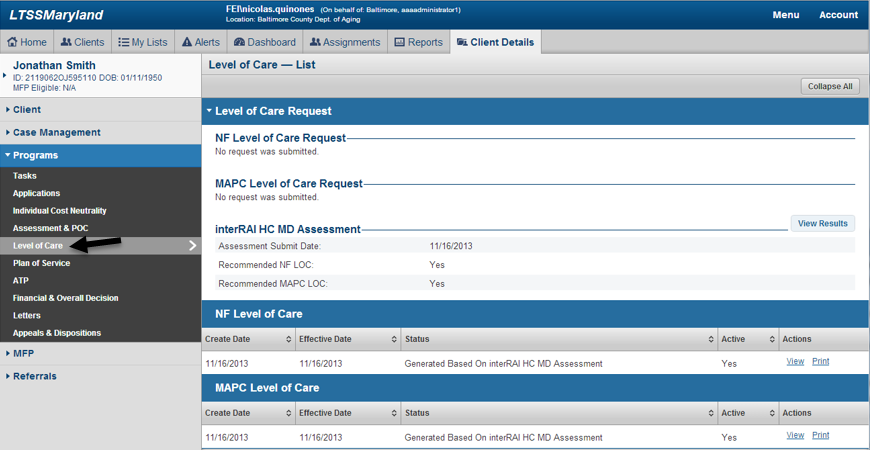 LTSSMaryland
FEI\nicolas.quinones (On behalf of: Baltimore, aaaadministrator1)
Location: Baltimore County Dept. of Aging
Menu Account
Home Clients My Lists Alerts Dashboard Assignments Reports Client Details
Jonathan Smith
ID: 2119062OJ595110 DOB: 01/11/1950
MFP Eligible: N/A
Client
Case Management
Programs
Tasks
Applications
Individual Cost Neutrality
Assessment & POC
Level of Care
Plan of Service
ATP
Financial & Overall Decision
Letters
Appeals & Dispositions
MFP
Referrals
Level of Care — List
Collapse All
Level of Care Request
NF Level of Care Request
No request was submitted.
MAPC Level of Care Request
No request was submitted.
interRAI HC MD Assessment
View Results
Assessment Submit Date: 11/16/2013
Recommended NF LOC: Yes
Recommended MAPC LOC: Yes
NF Level of Care
Create Date Effective Date Status Active Actions
11/16/2013 11/16/2013 Generated Based On interRAI HC MD Assessment Yes View Print
MAPC Level of Care
Create Date Effective Date Status Active Actions
11/16/2013 11/16/2013 Generated Based On interRAI HC MD Assessment Yes View Print